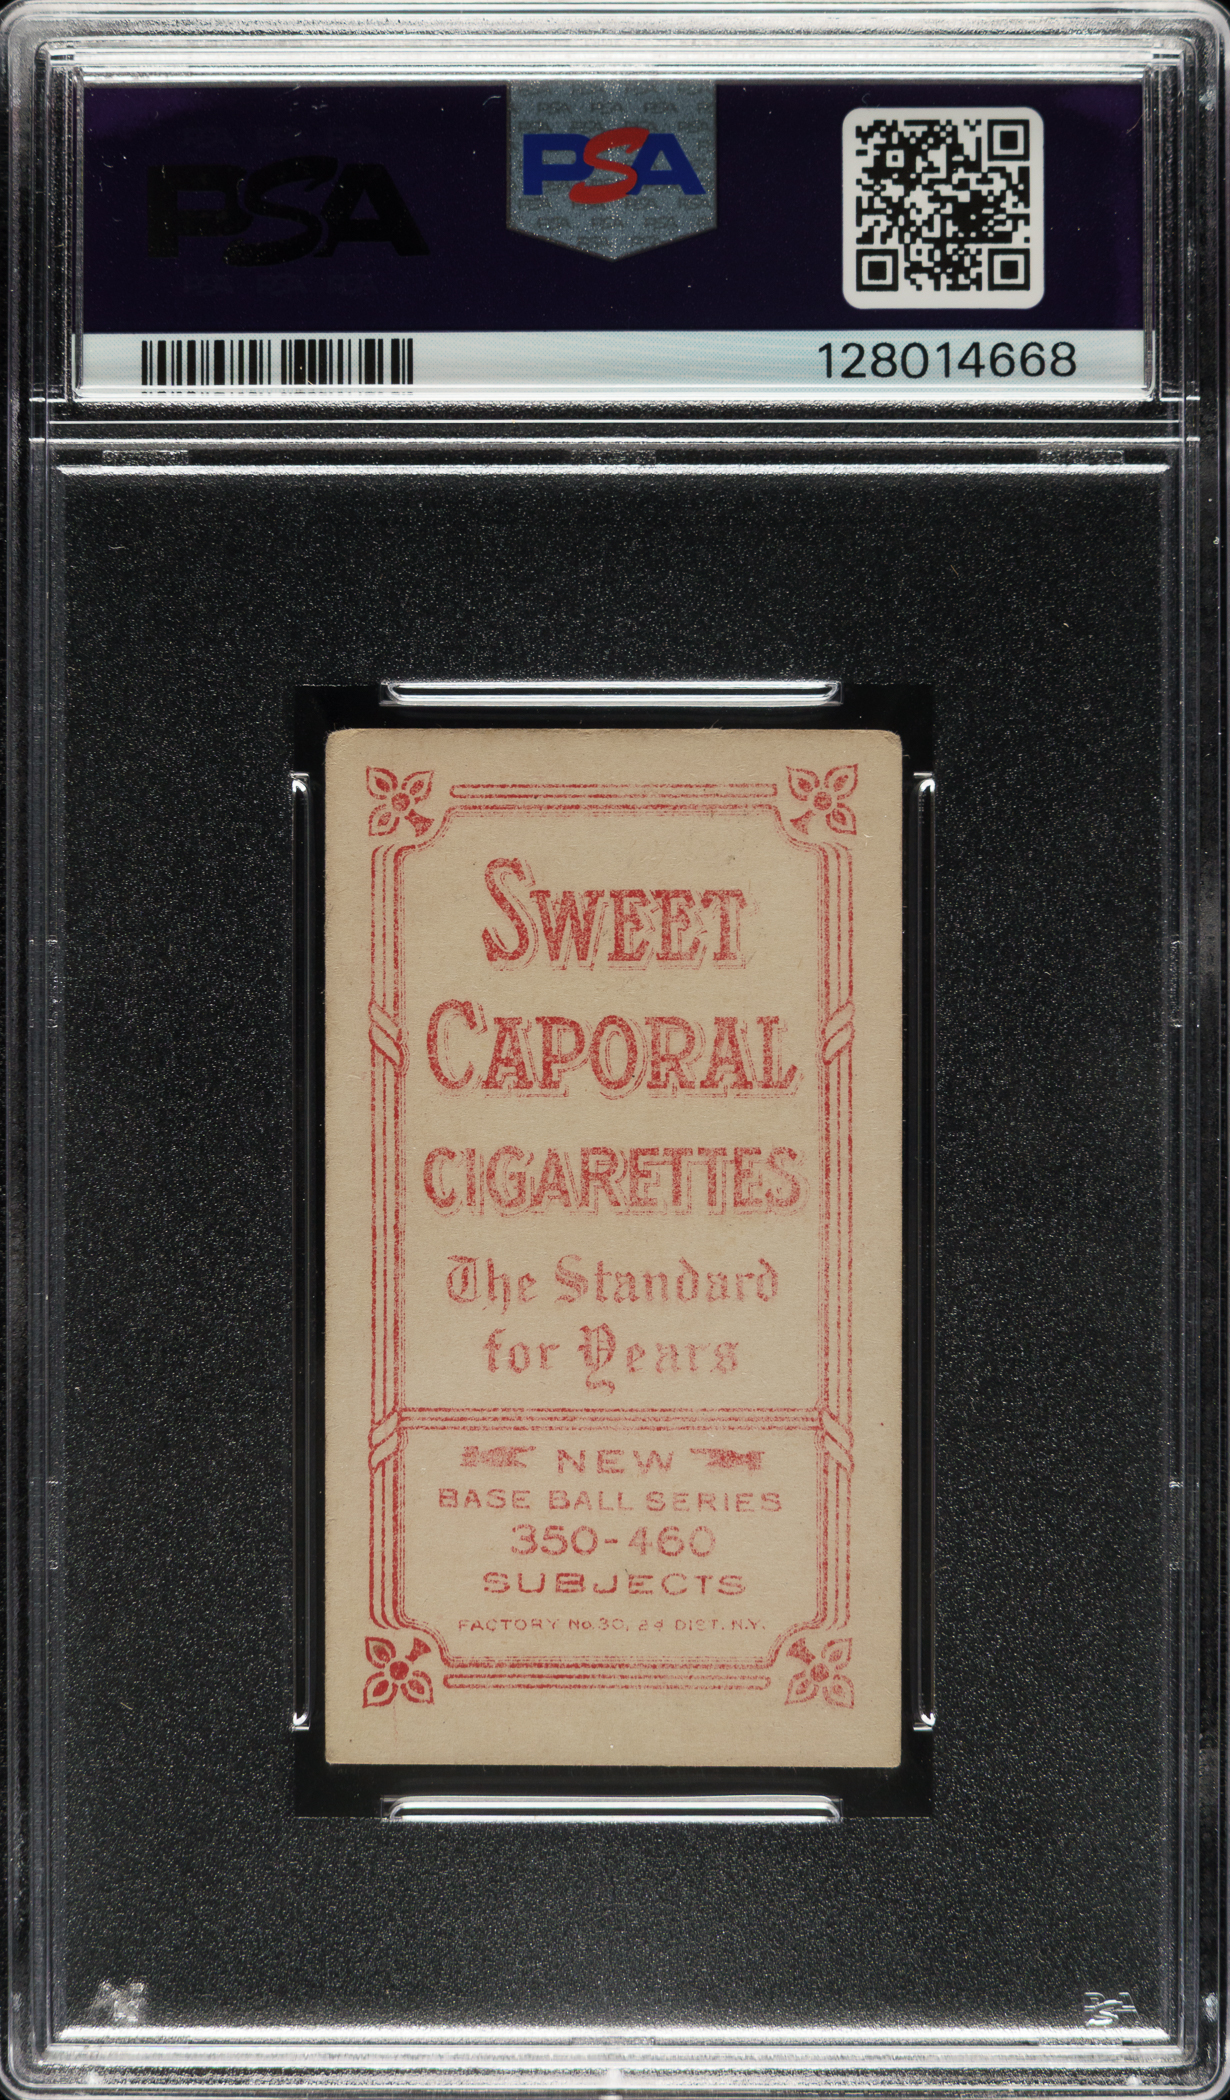 PSA
PSA
128014668
SWEET
CAPORAL
CIGARETTES
The Standard
for Years
NEW
BASE BALL SERIES
350-460
SUBJECTS
FACTORY No.30, 2d DIST. N.Y.
PSA